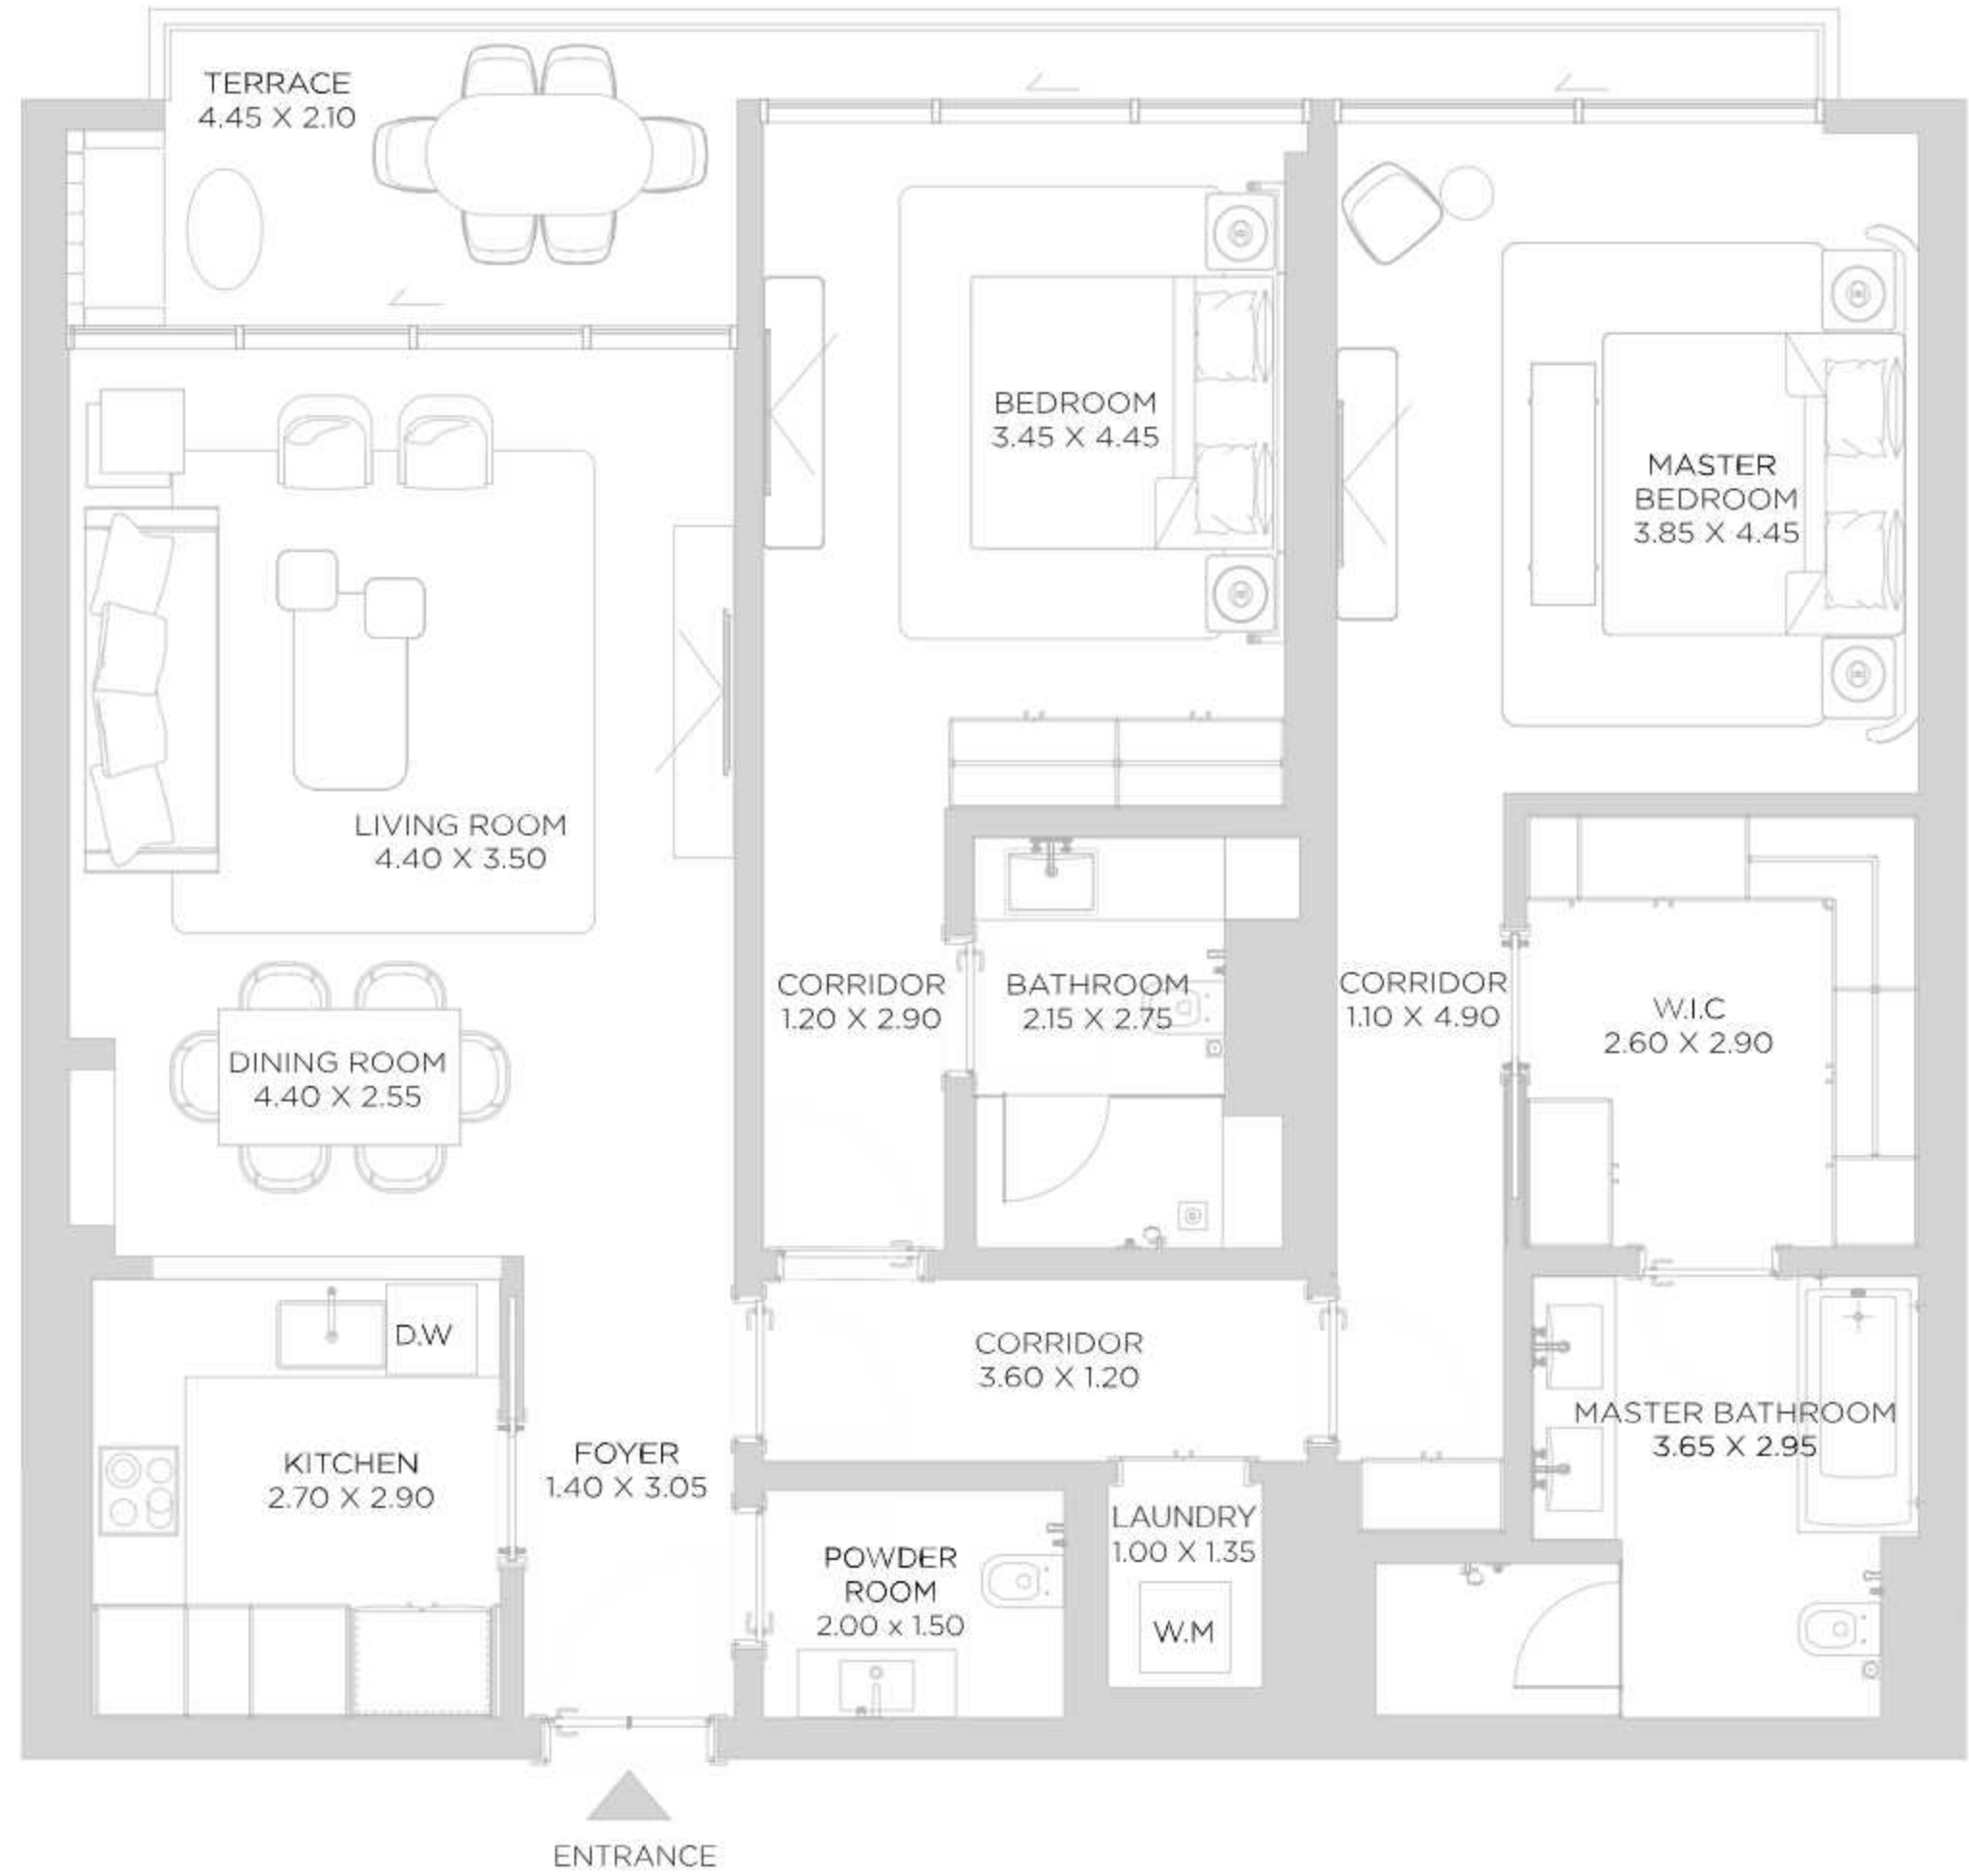 TERRACE
4.45 X 2.10
BEDROOM
3.45 X 4.45
MASTER
BEDROOM
3.85 X 4.45
LIVING ROOM
4.40 X 3.50
CORRIDOR
1.20 X 2.90
BATHROOM
2.15 X 2.75
CORRIDOR
1.10 X 4.90
W.I.C
2.60 X 2.90
DINING ROOM
4.40 X 2.55
D.W
CORRIDOR
3.60 X 1.20
MASTER BATHROOM
3.65 X 2.95
KITCHEN
2.70 X 2.90
FOYER
1.40 X 3.05
LAUNDRY
1.00 X 1.35
POWDER
ROOM
2.00 x 1.50
W.M
ENTRANCE